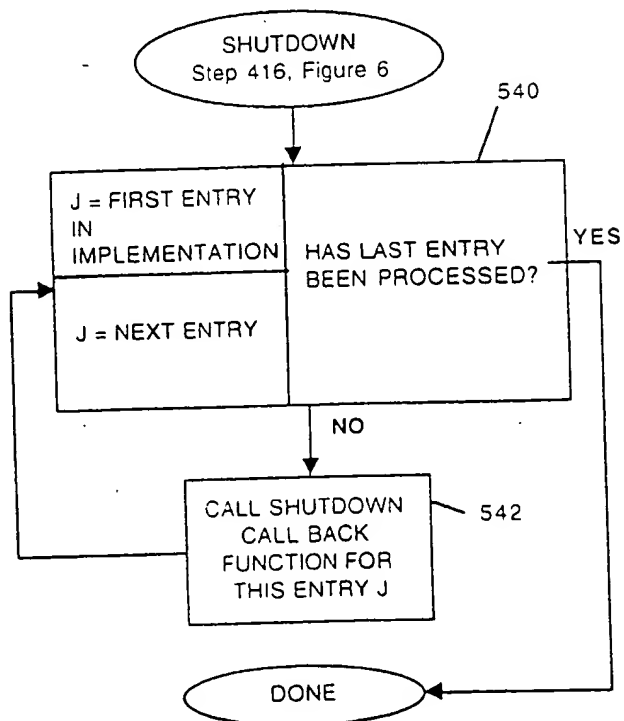 SHUTDOWN
Step 416, Figure 6
540
J = FIRST ENTRY
IN
IMPLEMENTATION
HAS LAST ENTRY
BEEN PROCESSED?
YES
J = NEXT ENTRY
NO
CALL SHUTDOWN
CALL BACK
FUNCTION FOR
THIS ENTRY J
542
DONE